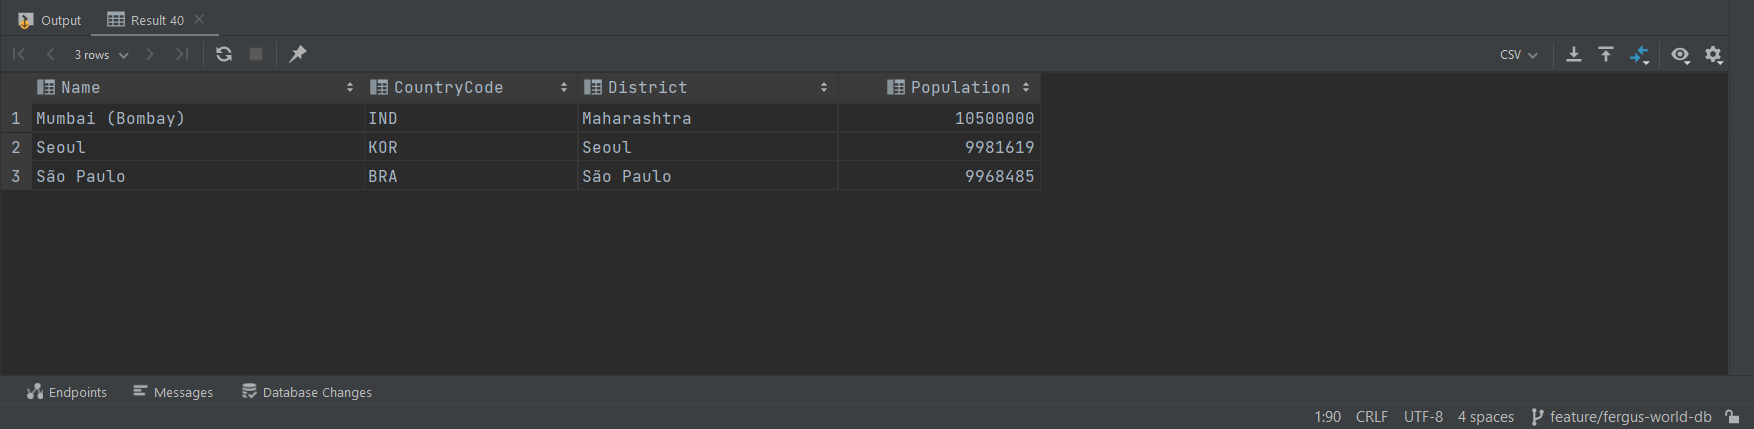 Output Result 40
3 rows CSV
Name CountryCode District Population
1 Mumbai (Bombay) IND Maharashtra 10500000
2 Seoul KOR Seoul 9981619
3 São Paulo BRA São Paulo 9968485
Endpoints Messages Database Changes
1:90 CRLF UTF-8 4 spaces feature/fergus-world-db